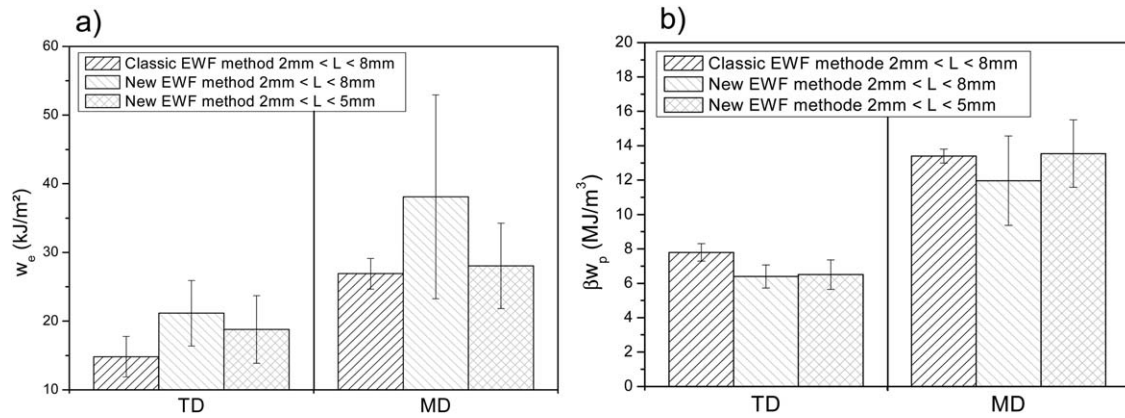 a)
60
50
40
30
20
10
wₑ (kJ/m²)
Classic EWF method 2mm < L < 8mm
New EWF method 2mm < L < 8mm
New EWF method 2mm < L < 5mm
TD
MD
b)
20
18
16
14
12
10
8
6
4
2
0
βwₚ (MJ/m³)
Classic EWF methode 2mm < L < 8mm
New EWF methode 2mm < L < 8mm
New EWF methode 2mm < L < 5mm
TD
MD